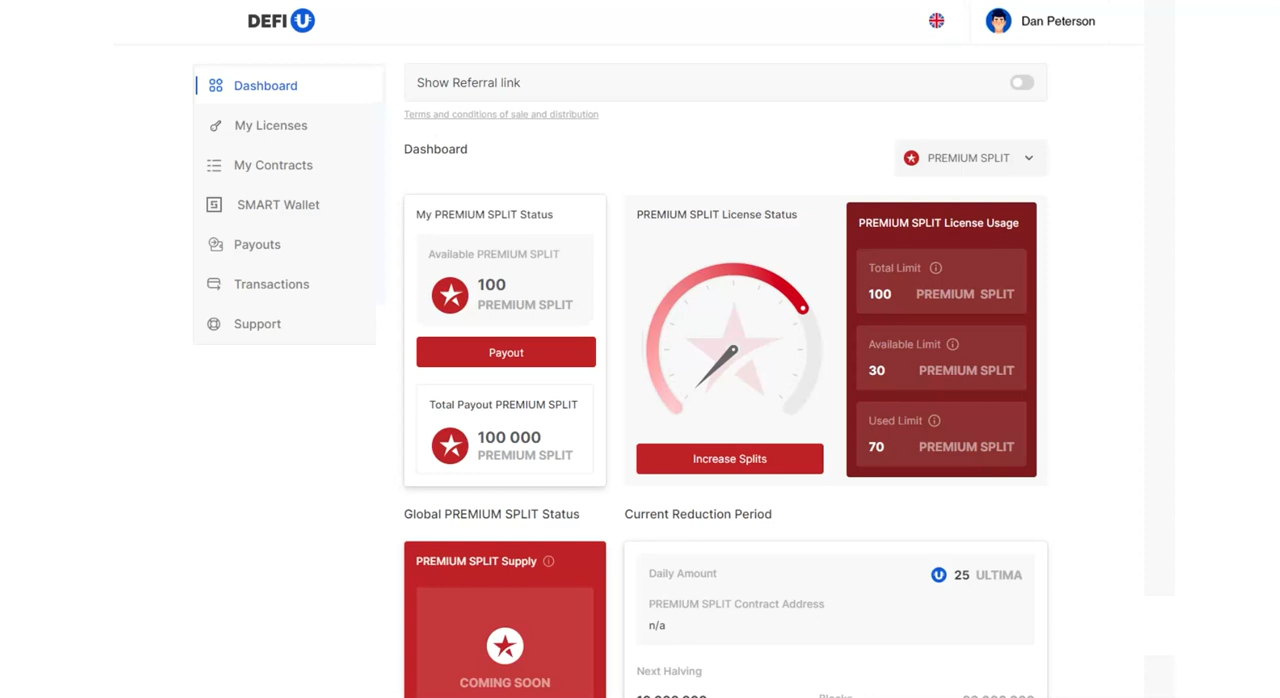 DEFI
Dan Peterson
Dashboard
My Licenses
My Contracts
SMART Wallet
Payouts
Transactions
Support
Show Referral link
Terms and conditions of sale and distribution
Dashboard
PREMIUM SPLIT
My PREMIUM SPLIT Status
Available PREMIUM SPLIT
100
PREMIUM SPLIT
Payout
Total Payout PREMIUM SPLIT
100 000
PREMIUM SPLIT
PREMIUM SPLIT License Status
Increase Splits
PREMIUM SPLIT License Usage
Total Limit
100 PREMIUM SPLIT
Available Limit
30 PREMIUM SPLIT
Used Limit
70 PREMIUM SPLIT
Global PREMIUM SPLIT Status
PREMIUM SPLIT Supply
COMING SOON
Current Reduction Period
Daily Amount 25 ULTIMA
PREMIUM SPLIT Contract Address
n/a
Next Halving
Blocks